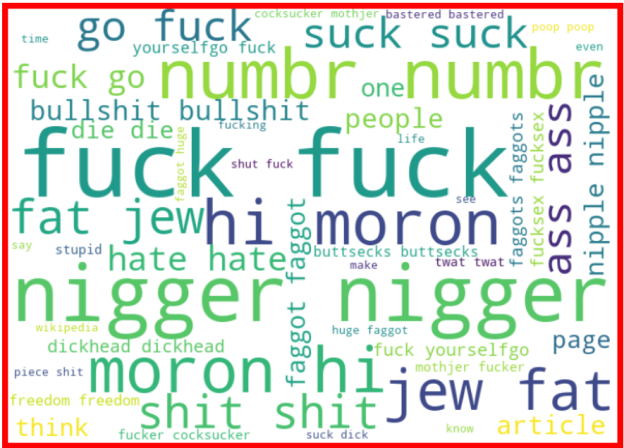 cocksucker mothjer
bastered bastered
go fuck
suck suck
poop poop
time
yourselfgo fuck
even
fuck go
numbr numbr
one
bullshit bullshit
people
die die
fucking
life
faggot huge
fuck fuck
shut fuck
faggots faggots
fucksex fucksex
ass ass
nipple nipple
fat jew
hi moron
see
say
stupid
hate hate
faggot faggot
buttsecks buttsecks
make
twat twat
nigger nigger
wikipedia
huge faggot
page
dickhead dickhead
fuck yourselfgo
moron hi
mothjer fucker
piece shit
jew fat
freedom freedom
shit shit
think
article
fucker cocksucker
suck dick
know